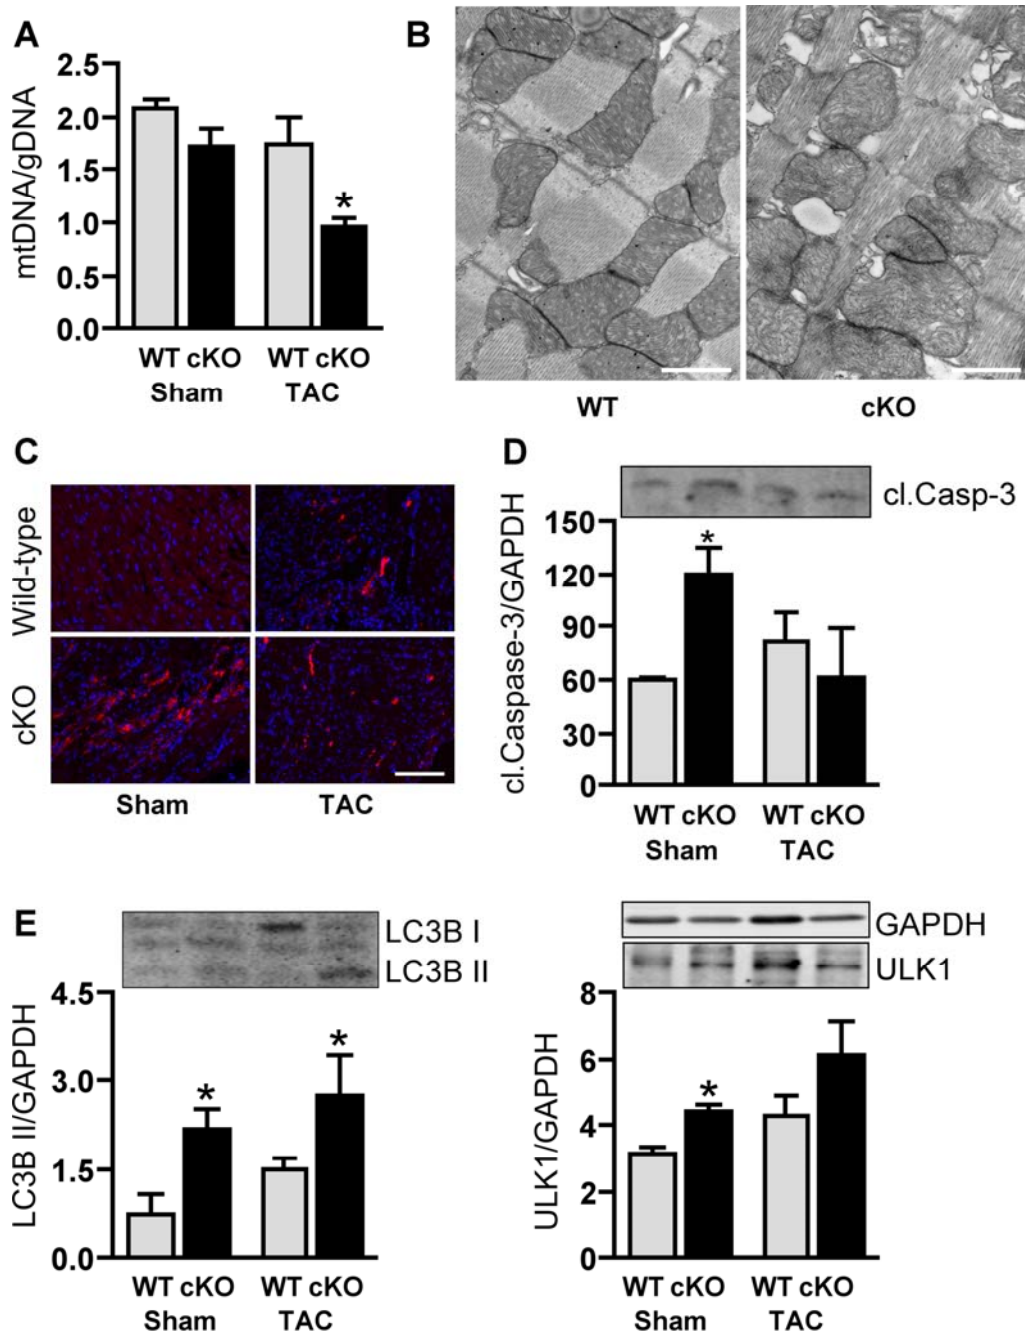 A
mtDNA/gDNA
2.5
2.0
1.5
1.0
0.5
0.0
*
WT cKO WT cKO
Sham TAC
B
WT cKO
C
Wild-type
cKO
Sham TAC
D
cl.Casp-3
cl.Caspase-3/GAPDH
150
120
90
60
30
0
*
WT cKO WT cKO
Sham TAC
E
LC3B I
LC3B II
LC3B II/GAPDH
4.5
3.0
1.5
0.0
* *
WT cKO WT cKO
Sham TAC
GAPDH
ULK1
ULK1/GAPDH
8
6
4
2
0
*
WT cKO WT cKO
Sham TAC